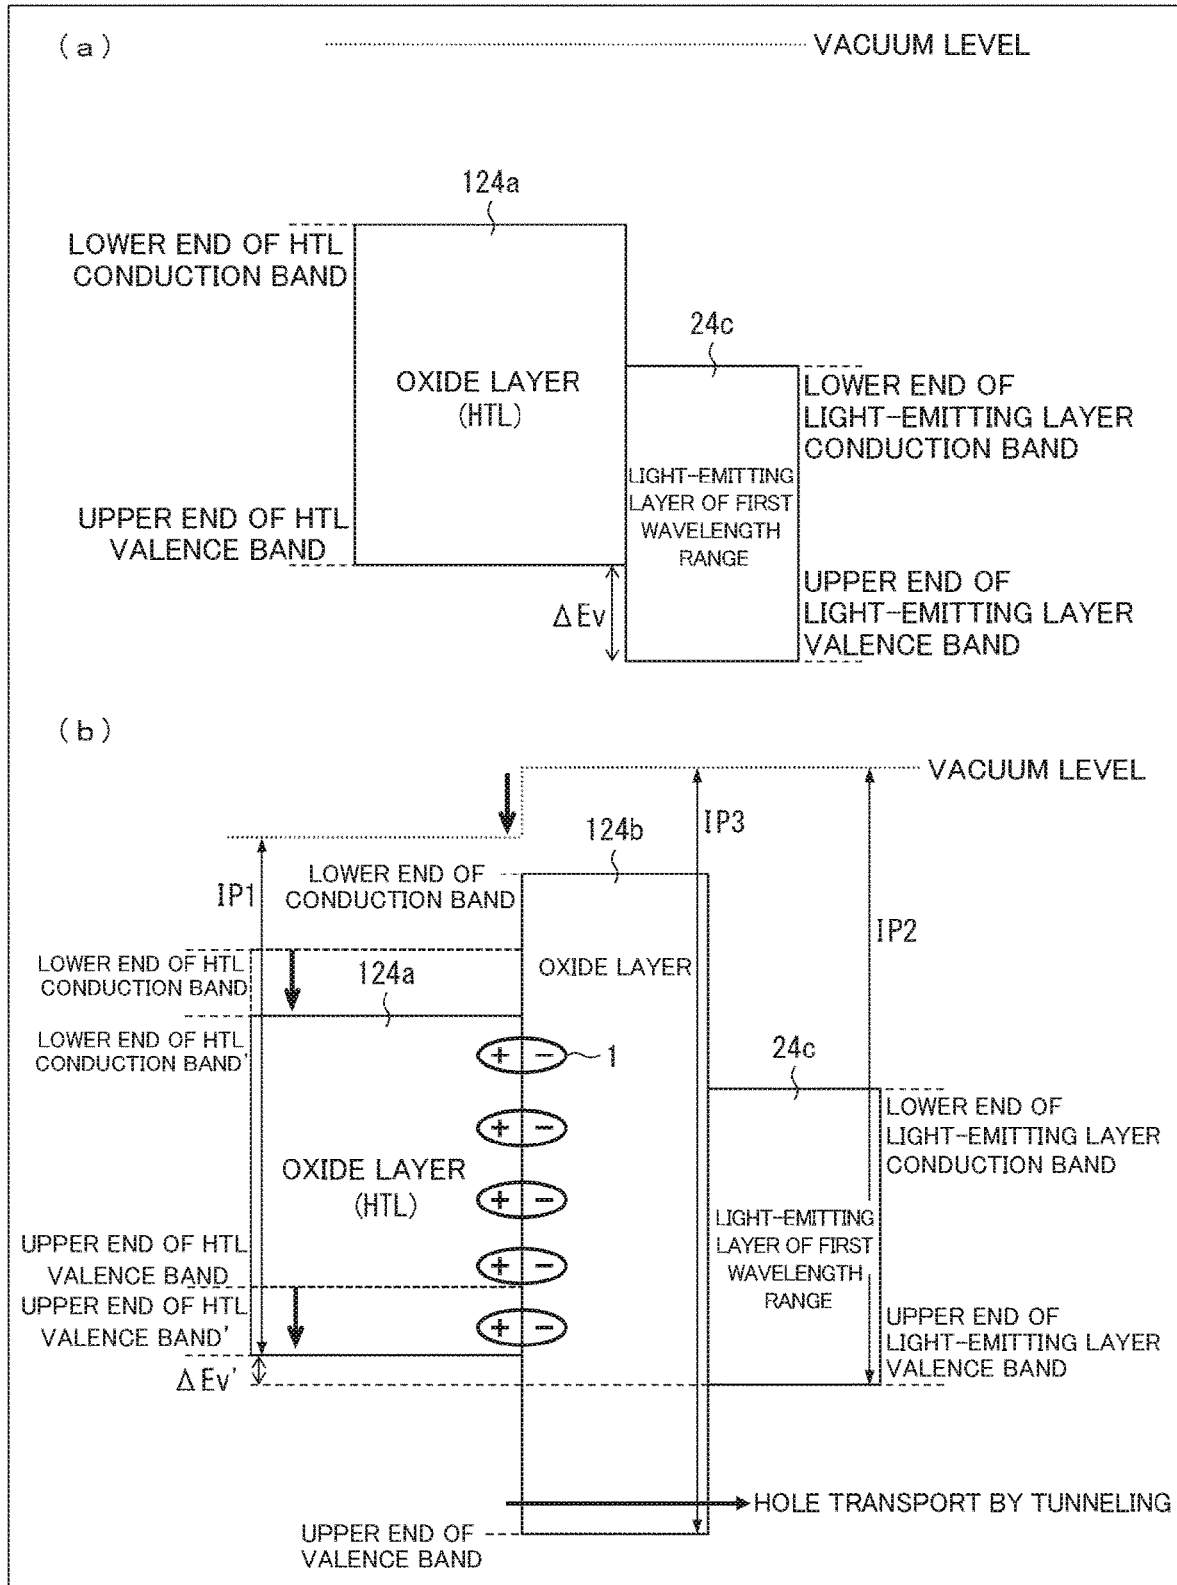 (a)
VACUUM LEVEL
124a
LOWER END OF HTL
CONDUCTION BAND
24c
OXIDE LAYER
(HTL)
LOWER END OF
LIGHT-EMITTING LAYER
CONDUCTION BAND
LIGHT-EMITTING
LAYER OF FIRST
WAVELENGTH
RANGE
UPPER END OF HTL
VALENCE BAND
UPPER END OF
LIGHT-EMITTING LAYER
VALENCE BAND
ΔEv
(b)
VACUUM LEVEL
124b
IP3
LOWER END OF
CONDUCTION BAND
IP1
IP2
LOWER END OF HTL
CONDUCTION BAND
124a
OXIDE LAYER
LOWER END OF HTL
CONDUCTION BAND'
+ −
1
24c
LOWER END OF
LIGHT-EMITTING LAYER
CONDUCTION BAND
+ −
OXIDE LAYER
(HTL)
+ −
LIGHT-EMITTING
LAYER OF FIRST
WAVELENGTH
RANGE
UPPER END OF HTL
VALENCE BAND
+ −
UPPER END OF HTL
VALENCE BAND'
+ −
UPPER END OF
LIGHT-EMITTING LAYER
VALENCE BAND
ΔEv'
HOLE TRANSPORT BY TUNNELING
UPPER END OF
VALENCE BAND